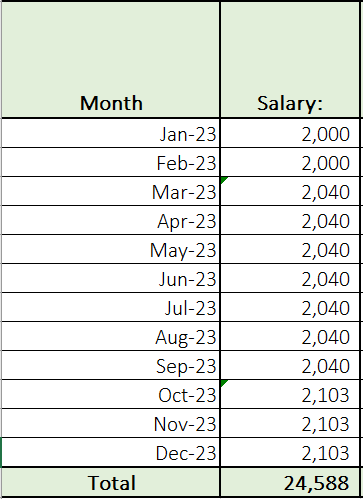 Month Salary:
Jan-23 2,000
Feb-23 2,000
Mar-23 2,040
Apr-23 2,040
May-23 2,040
Jun-23 2,040
Jul-23 2,040
Aug-23 2,040
Sep-23 2,040
Oct-23 2,103
Nov-23 2,103
Dec-23 2,103
Total 24,588